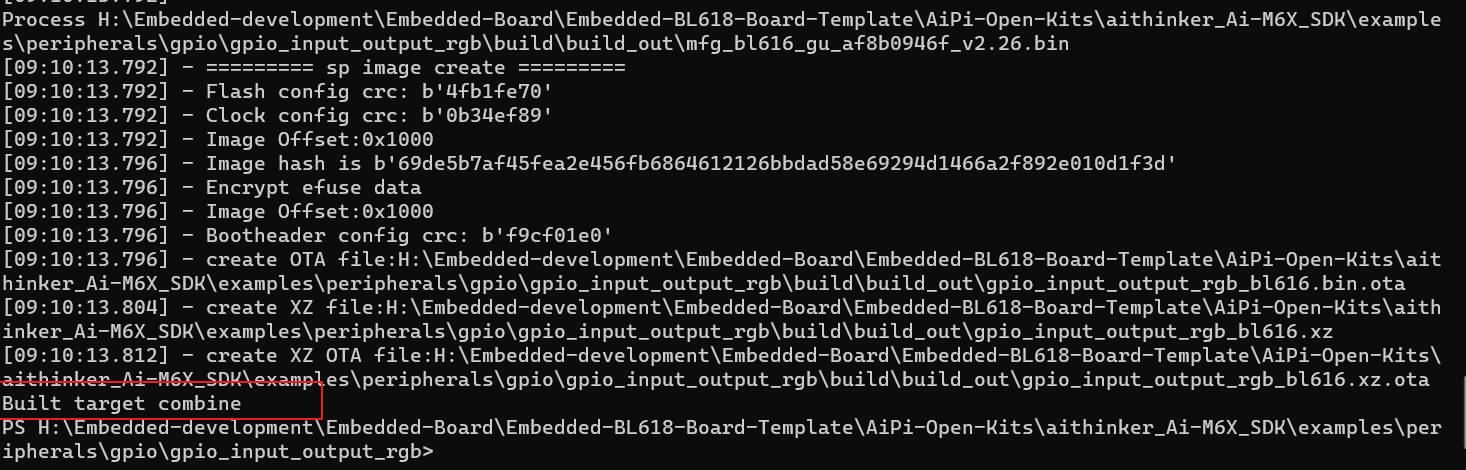 Process H:\Embedded-development\Embedded-Board\Embedded-BL618-Board-Template\AiPi-Open-Kits\aithinker_Ai-M6X_SDK\example
s\peripherals\gpio\gpio_input_output_rgb\build\build_out\mfg_bl616_gu_af8b0946f_v2.26.bin
[09:10:13.792] - ========= sp image create =========
[09:10:13.792] - Flash config crc: b'4fb1fe70'
[09:10:13.792] - Clock config crc: b'0b34ef89'
[09:10:13.792] - Image Offset:0x1000
[09:10:13.796] - Image hash is b'69de5b7af45fea2e456fb6864612126bbdad58e69294d1466a2f892e010d1f3d'
[09:10:13.796] - Encrypt efuse data
[09:10:13.796] - Image Offset:0x1000
[09:10:13.796] - Bootheader config crc: b'f9cf01e0'
[09:10:13.796] - create OTA file:H:\Embedded-development\Embedded-Board\Embedded-BL618-Board-Template\AiPi-Open-Kits\ait
hinker_Ai-M6X_SDK\examples\peripherals\gpio\gpio_input_output_rgb\build\build_out\gpio_input_output_rgb_bl616.bin.ota
[09:10:13.804] - create XZ file:H:\Embedded-development\Embedded-Board\Embedded-BL618-Board-Template\AiPi-Open-Kits\aith
inker_Ai-M6X_SDK\examples\peripherals\gpio\gpio_input_output_rgb\build\build_out\gpio_input_output_rgb_bl616.xz
[09:10:13.812] - create XZ OTA file:H:\Embedded-development\Embedded-Board\Embedded-BL618-Board-Template\AiPi-Open-Kits\
aithinker_Ai-M6X_SDK\examples\peripherals\gpio\gpio_input_output_rgb\build\build_out\gpio_input_output_rgb_bl616.xz.ota
Built target combine
PS H:\Embedded-development\Embedded-Board\Embedded-BL618-Board-Template\AiPi-Open-Kits\aithinker_Ai-M6X_SDK\examples\per
ipherals\gpio\gpio_input_output_rgb>